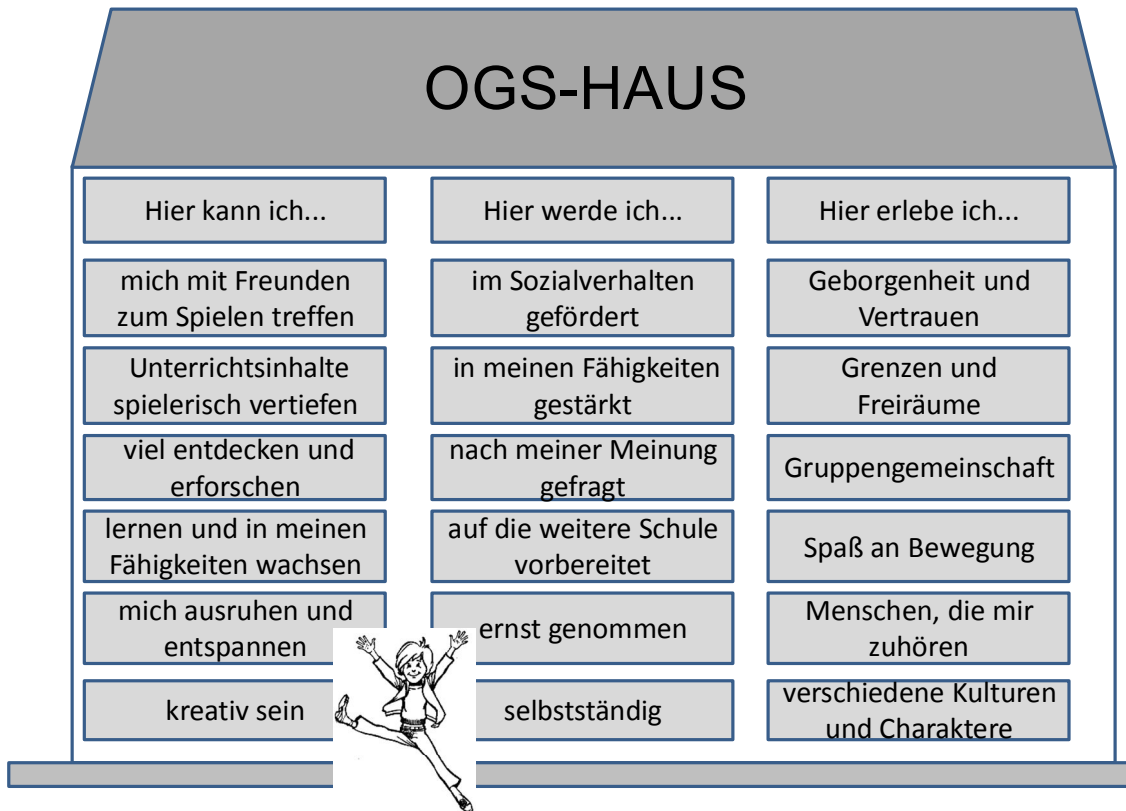 OGS-HAUS
Hier kann ich...
mich mit Freunden
zum Spielen treffen
Unterrichtsinhalte
spielerisch vertiefen
viel entdecken und
erforschen
lernen und in meinen
Fähigkeiten wachsen
mich ausruhen und
entspannen
kreativ sein
Hier werde ich...
im Sozialverhalten
gefördert
in meinen Fähigkeiten
gestärkt
nach meiner Meinung
gefragt
auf die weitere Schule
vorbereitet
ernst genommen
selbstständig
Hier erlebe ich...
Geborgenheit und
Vertrauen
Grenzen und
Freiräume
Gruppengemeinschaft
Spaß an Bewegung
Menschen, die mir
zuhören
verschiedene Kulturen
und Charaktere